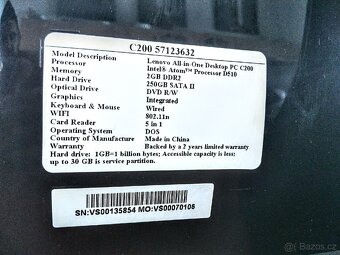 C200 57123632
Model Description Lenovo All-in-One Desktop PC C200
Processor Intel® Atom™ Processor D510
Memory 2GB DDR2
Hard Drive 250GB SATA II
Optical Drive DVD R/W
Graphics Integrated
Keyboard & Mouse Wired
WIFI 802.11n
Card Reader 5 in 1
Operating System DOS
Country of Manufacture Made in China
Warranty Backed by a 2 years limited warranty
Hard drive: 1GB=1 billion bytes; Accessible capacity is less;
up to 30 GB is service partition.
SN:VS00135854 MO:VS00070106
Bazos.cz